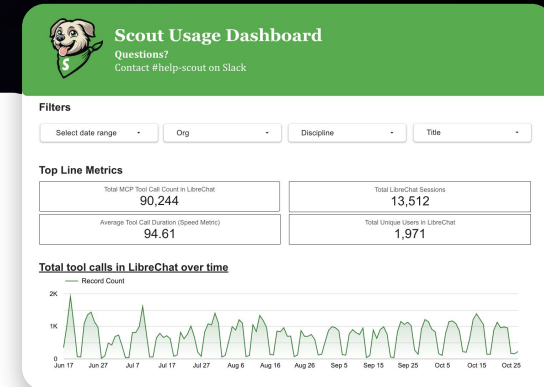 Scout Usage Dashboard
Questions?
Contact #help-scout on Slack
S
Filters
Select date range
Org
Discipline
Title
Top Line Metrics
Total MCP Tool Call Count in LibreChat
90,244
Total LibreChat Sessions
13,512
Average Tool Call Duration (Speed Metric)
94.61
Total Unique Users in LibreChat
1,971
Total tool calls in LibreChat over time
Record Count
2K
1K
0
Jun 17 Jun 27 Jul 7 Jul 17 Jul 27 Aug 6 Aug 16 Aug 26 Sep 5 Sep 15 Sep 25 Oct 5 Oct 15 Oct 25